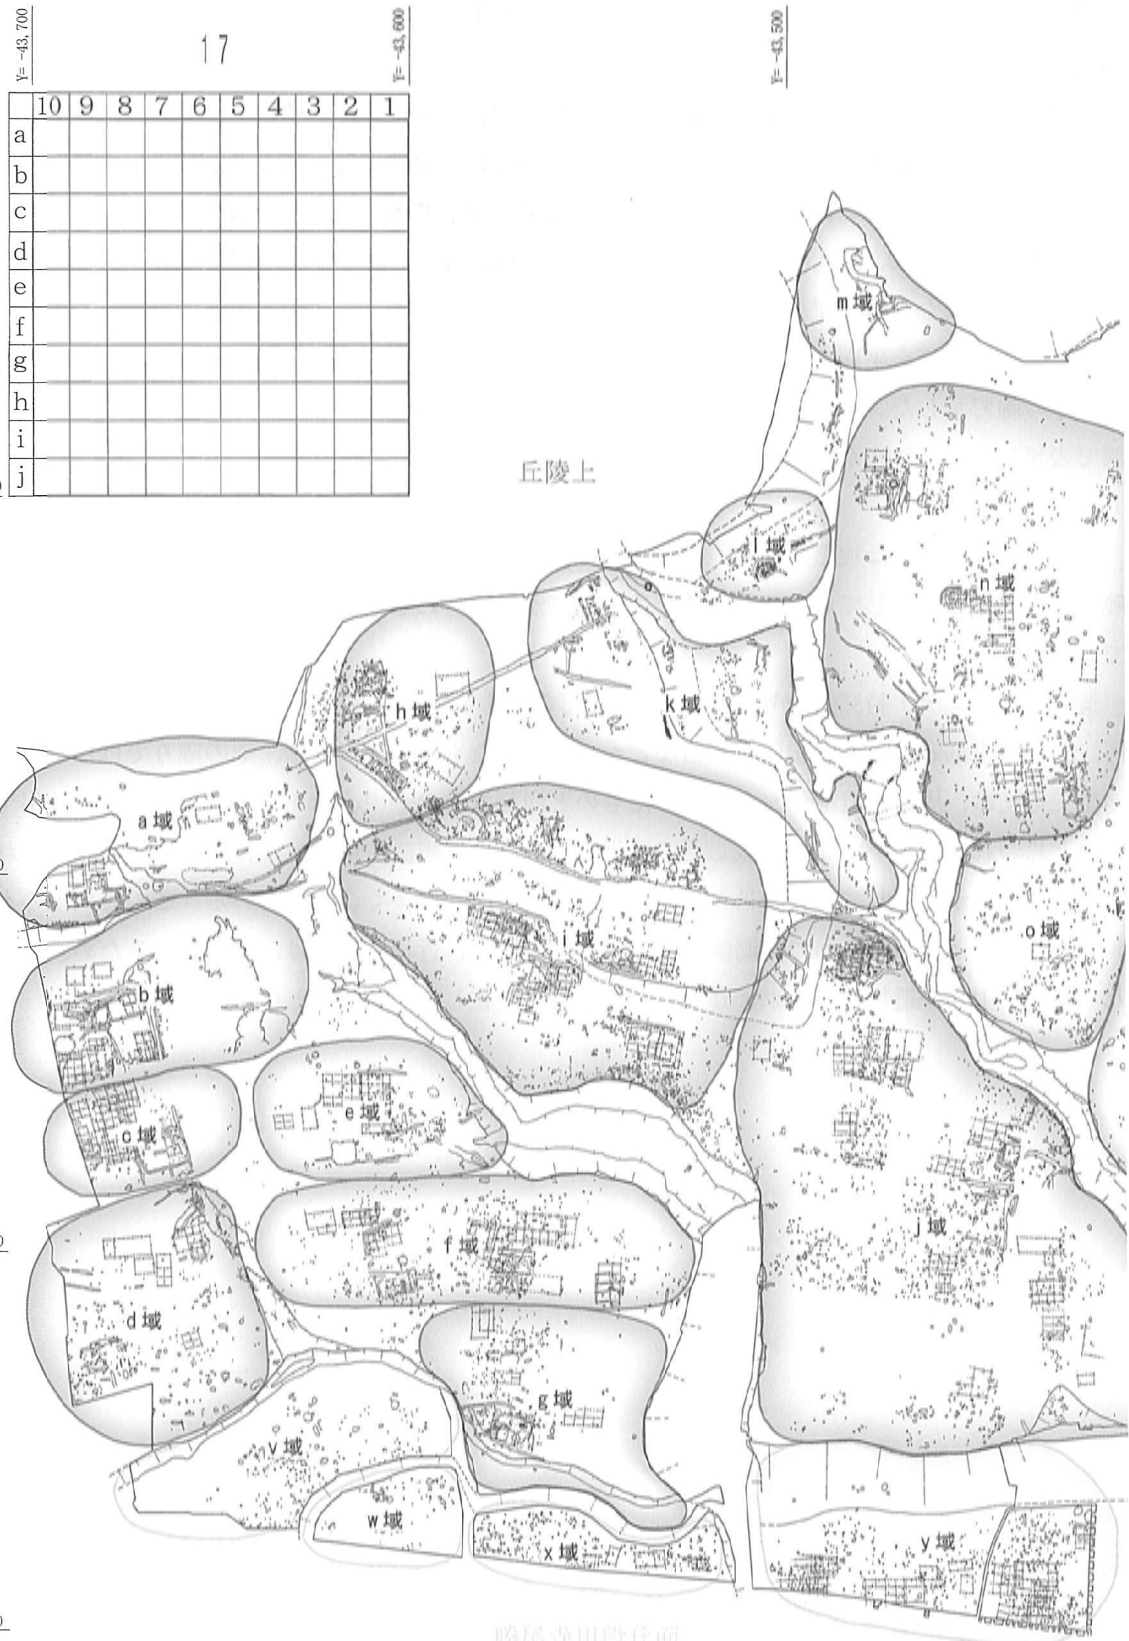 Y= -43,700
17
Y= -43,600
Y= -43,500
10 9 8 7 6 5 4 3 2 1
a
b
c
d
e
f
g
h
i
j
m域
丘陵上
l域
n域
h域
k域
a域
i域
o域
b域
c域
e域
f域
j域
d域
g域
v域
w域
x域
y域